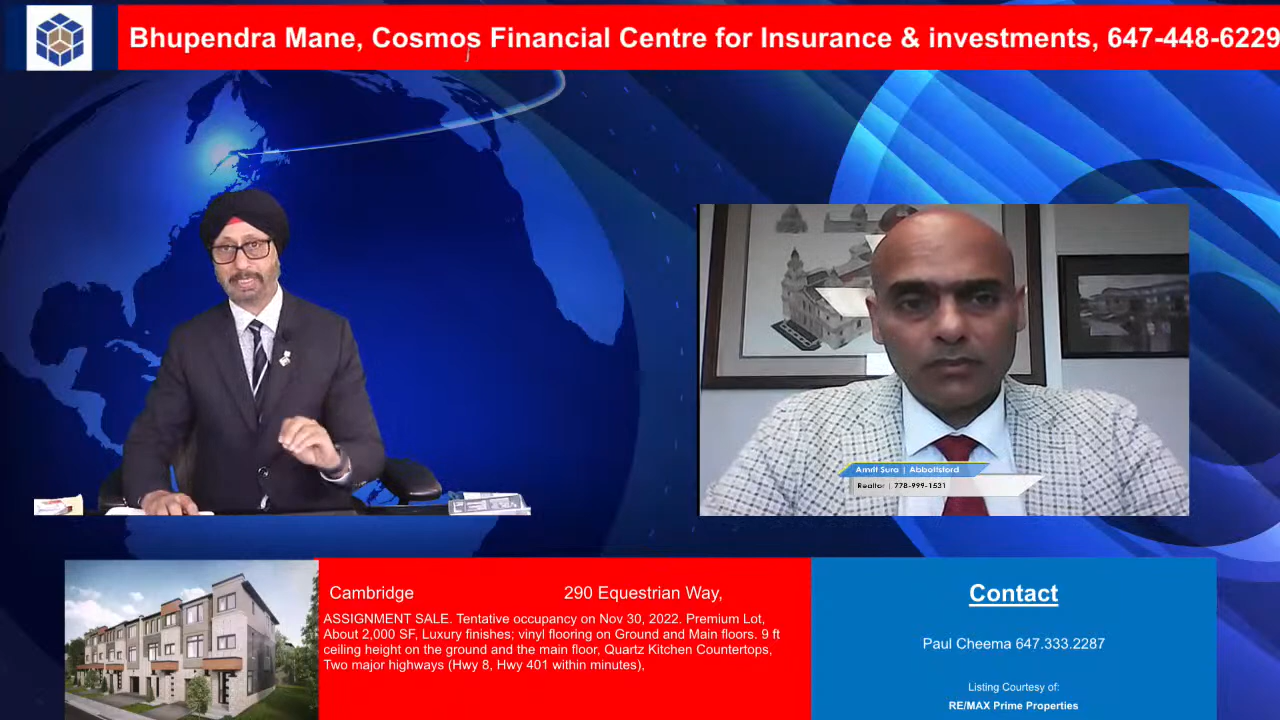 Bhupendra Mane, Cosmos Financial Centre for Insurance & investments, 647-448-6229
Amrit Sura | Abbottsford
Realtor | 778-999-1531
Cambridge 290 Equestrian Way,
ASSIGNMENT SALE. Tentative occupancy on Nov 30, 2022. Premium Lot,
About 2,000 SF, Luxury finishes; vinyl flooring on Ground and Main floors. 9 ft
ceiling height on the ground and the main floor, Quartz Kitchen Countertops,
Two major highways (Hwy 8, Hwy 401 within minutes),
Contact
Paul Cheema 647.333.2287
Listing Courtesy of:
RE/MAX Prime Properties